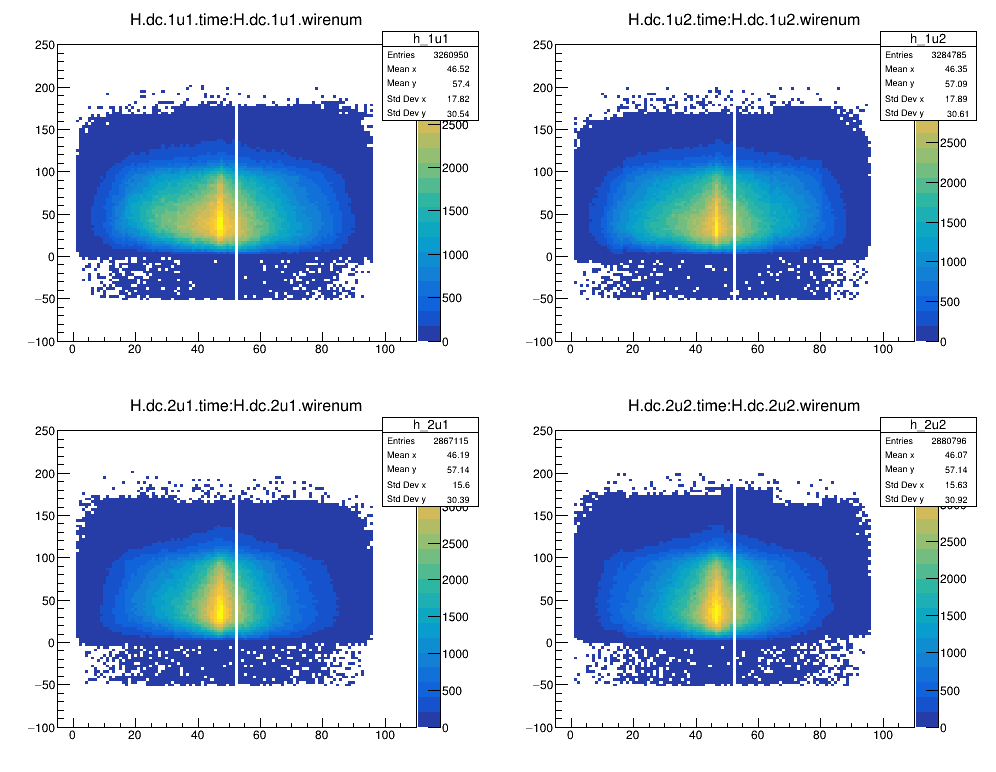 H.dc.1u1.time:H.dc.1u1.wirenum
h_1u1
Entries 3260950
Mean x 46.52
Mean y 57.4
Std Dev x 17.82
Std Dev y 30.54
250
200
150
100
50
0
−50
−100
0 20 40 60 80 100
2500
2000
1500
1000
500
0
H.dc.1u2.time:H.dc.1u2.wirenum
h_1u2
Entries 3284785
Mean x 46.35
Mean y 57.09
Std Dev x 17.89
Std Dev y 30.61
250
200
150
100
50
0
−50
−100
0 20 40 60 80 100
2500
2000
1500
1000
500
0
H.dc.2u1.time:H.dc.2u1.wirenum
h_2u1
Entries 2867115
Mean x 46.19
Mean y 57.14
Std Dev x 15.6
Std Dev y 30.39
250
200
150
100
50
0
−50
−100
0 20 40 60 80 100
3000
2500
2000
1500
1000
500
0
H.dc.2u2.time:H.dc.2u2.wirenum
h_2u2
Entries 2880796
Mean x 46.07
Mean y 57.14
Std Dev x 15.63
Std Dev y 30.92
250
200
150
100
50
0
−50
−100
0 20 40 60 80 100
2500
2000
1500
1000
500
0